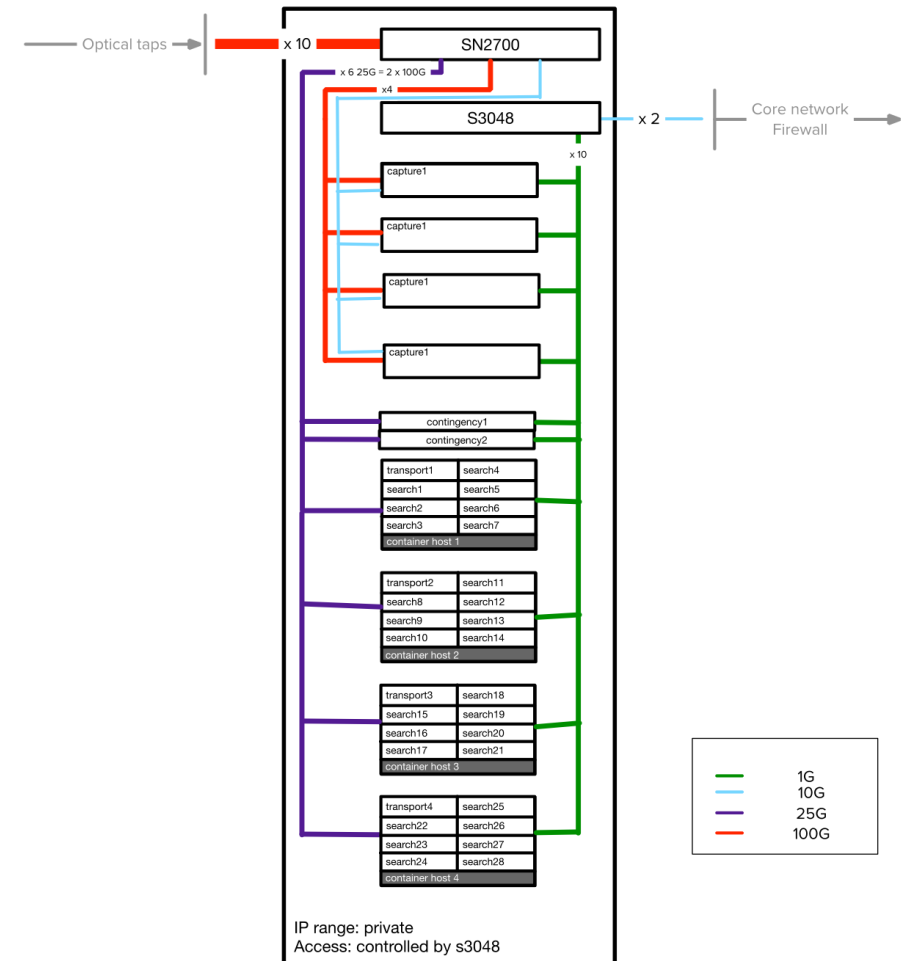 Optical taps
x 10
SN2700
x 6 25G = 2 x 100G
x4
S3048
x 2
Core network
Firewall
x 10
capture1
capture1
capture1
capture1
contingency1
contingency2
transport1 search4
search1 search5
search2 search6
search3 search7
container host 1
transport2 search11
search8 search12
search9 search13
search10 search14
container host 2
transport3 search18
search15 search19
search16 search20
search17 search21
container host 3
transport4 search25
search22 search26
search23 search27
search24 search28
container host 4
1G
10G
25G
100G
IP range: private
Access: controlled by s3048